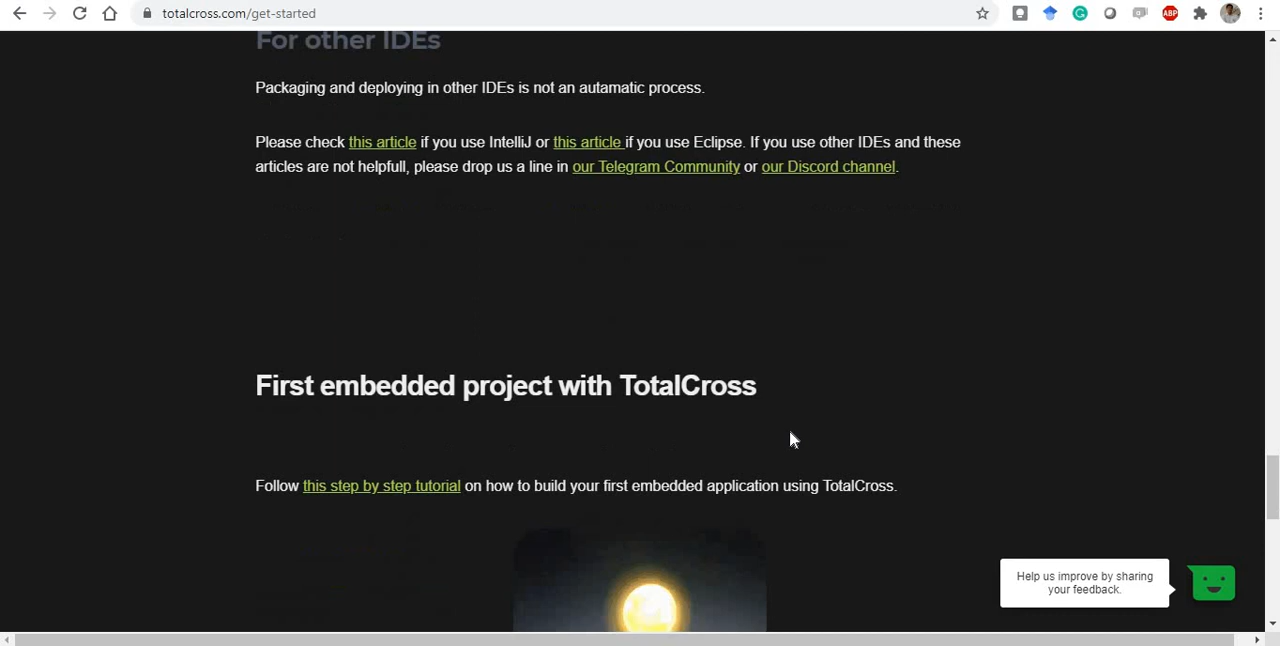 totalcross.com/get-started
ABP
For other IDEs
Packaging and deploying in other IDEs is not an autamatic process.
Please check this article if you use IntelliJ or this article if you use Eclipse. If you use other IDEs and these
articles are not helpfull, please drop us a line in our Telegram Community or our Discord channel.
First embedded project with TotalCross
Follow this step by step tutorial on how to build your first embedded application using TotalCross.
Help us improve by sharing
your feedback.